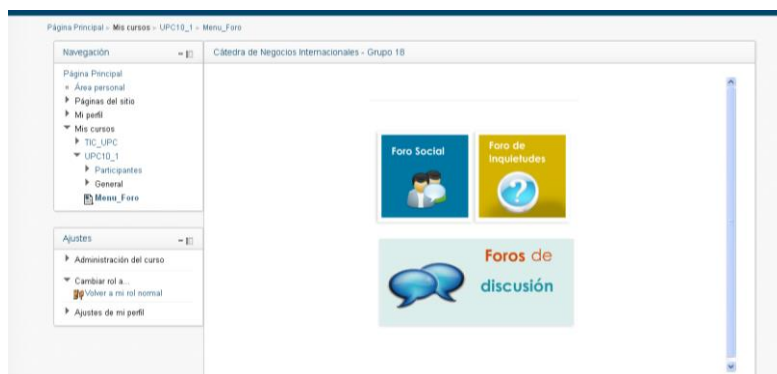 Página Principal ▸ Mis cursos ▸ UPC10_1 ▸ Menu_Foro
Navegación
Página Principal
Área personal
Páginas del sitio
Mi perfil
Mis cursos
TIC_UPC
UPC10_1
Participantes
General
Menu_Foro
Ajustes
Administración del curso
Cambiar rol a...
Volver a mi rol normal
Ajustes de mi perfil
Cátedra de Negocios Internacionales - Grupo 18
Foro Social
Foro de
Inquietudes
Foros de
discusión